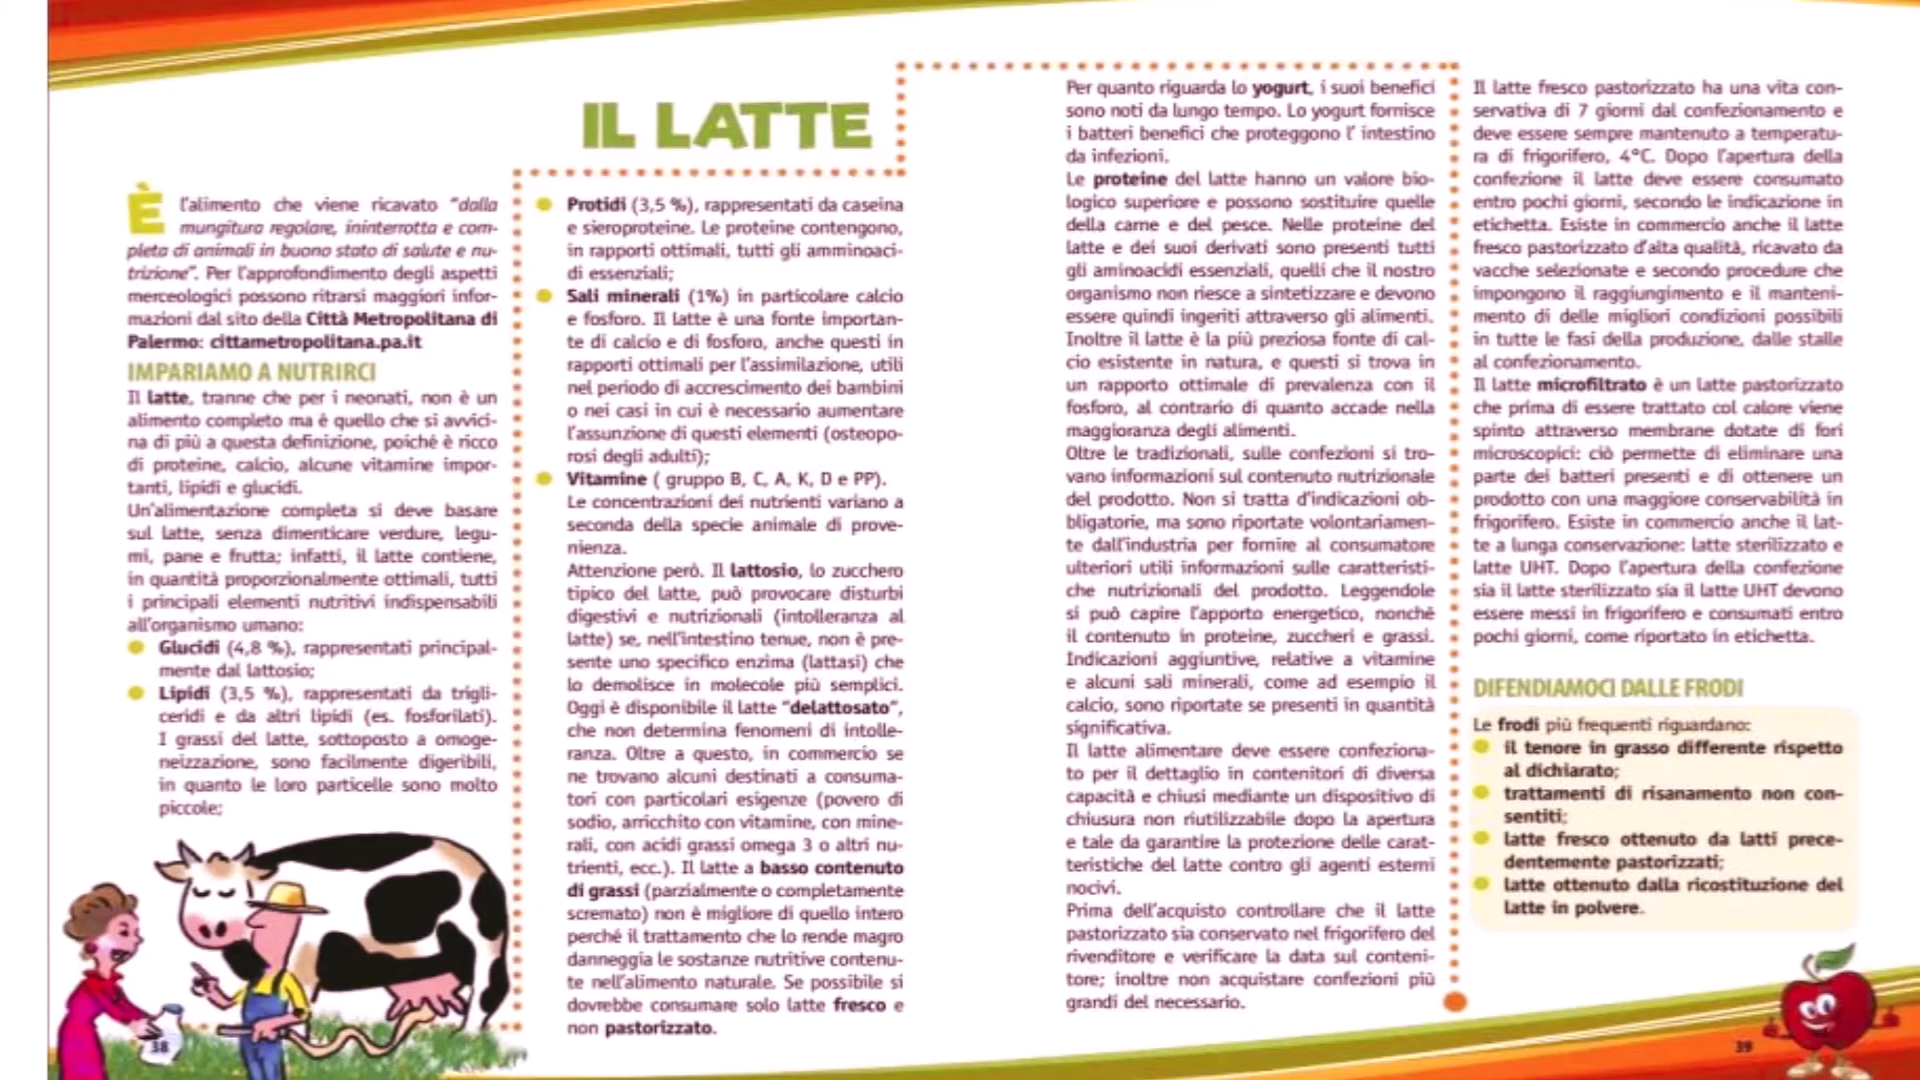 IL LATTE
È l'alimento che viene ricavato "dalla
mungitura regolare, ininterrotta e com-
pleta di animali in buono stato di salute e nu-
trizione". Per l'approfondimento degli aspetti
merceologici possono ritrarsi maggiori infor-
mazioni dal sito della Città Metropolitana di
Palermo: cittametropolitana.pa.it
IMPARIAMO A NUTRIRCI
Il latte, tranne che per i neonati, non è un
alimento completo ma è quello che si avvici-
na di più a questa definizione, poiché è ricco
di proteine, calcio, alcune vitamine impor-
tanti, lipidi e glucidi.
Un'alimentazione completa si deve basare
sul latte, senza dimenticare verdure, legu-
mi, pane e frutta; infatti, il latte contiene,
in quantità proporzionalmente ottimali, tutti
i principali elementi nutritivi indispensabili
all'organismo umano:
Glucidi (4,8 %), rappresentati principal-
mente dal lattosio;
Lipidi (3,5 %), rappresentati da trigli-
ceridi e da altri lipidi (es. fosforilati).
I grassi del latte, sottoposto a omoge-
neizzazione, sono facilmente digeribili,
in quanto le loro particelle sono molto
piccole;
38
Protidi (3,5 %), rappresentati da caseina
e sieroproteine. Le proteine contengono,
in rapporti ottimali, tutti gli amminoaci-
di essenziali;
Sali minerali (1%) in particolare calcio
e fosforo. Il latte è una fonte importan-
te di calcio e di fosforo, anche questi in
rapporti ottimali per l'assimilazione, utili
nel periodo di accrescimento dei bambini
o nei casi in cui è necessario aumentare
l'assunzione di questi elementi (osteopo-
rosi degli adulti);
Vitamine ( gruppo B, C, A, K, D e PP).
Le concentrazioni dei nutrienti variano a
seconda della specie animale di prove-
nienza.
Attenzione però. Il lattosio, lo zucchero
tipico del latte, può provocare disturbi
digestivi e nutrizionali (intolleranza al
latte) se, nell'intestino tenue, non è pre-
sente uno specifico enzima (lattasi) che
lo demolisce in molecole più semplici.
Oggi è disponibile il latte "delattosato",
che non determina fenomeni di intolle-
ranza. Oltre a questo, in commercio se
ne trovano alcuni destinati a consuma-
tori con particolari esigenze (povero di
sodio, arricchito con vitamine, con mine-
rali, con acidi grassi omega 3 o altri nu-
trienti, ecc.). Il latte a basso contenuto
di grassi (parzialmente o completamente
scremato) non è migliore di quello intero
perché il trattamento che lo rende magro
danneggia le sostanze nutritive contenu-
te nell'alimento naturale. Se possibile si
dovrebbe consumare solo latte fresco e
non pastorizzato.
Per quanto riguarda lo yogurt, i suoi benefici
sono noti da lungo tempo. Lo yogurt fornisce
i batteri benefici che proteggono l' intestino
da infezioni.
Le proteine del latte hanno un valore bio-
logico superiore e possono sostituire quelle
della carne e del pesce. Nelle proteine del
latte e dei suoi derivati sono presenti tutti
gli aminoacidi essenziali, quelli che il nostro
organismo non riesce a sintetizzare e devono
essere quindi ingeriti attraverso gli alimenti.
Inoltre il latte è la più preziosa fonte di cal-
cio esistente in natura, e questi si trova in
un rapporto ottimale di prevalenza con il
fosforo, al contrario di quanto accade nella
maggioranza degli alimenti.
Oltre le tradizionali, sulle confezioni si tro-
vano informazioni sul contenuto nutrizionale
del prodotto. Non si tratta d'indicazioni ob-
bligatorie, ma sono riportate volontariamen-
te dall'industria per fornire al consumatore
ulteriori utili informazioni sulle caratteristi-
che nutrizionali del prodotto. Leggendole
si può capire l'apporto energetico, nonché
il contenuto in proteine, zuccheri e grassi.
Indicazioni aggiuntive, relative a vitamine
e alcuni sali minerali, come ad esempio il
calcio, sono riportate se presenti in quantità
significativa.
Il latte alimentare deve essere confeziona-
to per il dettaglio in contenitori di diversa
capacità e chiusi mediante un dispositivo di
chiusura non riutilizzabile dopo la apertura
e tale da garantire la protezione delle carat-
teristiche del latte contro gli agenti esterni
nocivi.
Prima dell'acquisto controllare che il latte
pastorizzato sia conservato nel frigorifero del
rivenditore e verificare la data sul conteni-
tore; inoltre non acquistare confezioni più
grandi del necessario.
Il latte fresco pastorizzato ha una vita con-
servativa di 7 giorni dal confezionamento e
deve essere sempre mantenuto a temperatu-
ra di frigorifero, 4°C. Dopo l'apertura della
confezione il latte deve essere consumato
entro pochi giorni, secondo le indicazione in
etichetta. Esiste in commercio anche il latte
fresco pastorizzato d'alta qualità, ricavato da
vacche selezionate e secondo procedure che
impongono il raggiungimento e il manteni-
mento di delle migliori condizioni possibili
in tutte le fasi della produzione, dalle stalle
al confezionamento.
Il latte microfiltrato è un latte pastorizzato
che prima di essere trattato col calore viene
spinto attraverso membrane dotate di fori
microscopici: ciò permette di eliminare una
parte dei batteri presenti e di ottenere un
prodotto con una maggiore conservabilità in
frigorifero. Esiste in commercio anche il lat-
te a lunga conservazione: latte sterilizzato e
latte UHT. Dopo l'apertura della confezione
sia il latte sterilizzato sia il latte UHT devono
essere messi in frigorifero e consumati entro
pochi giorni, come riportato in etichetta.
DIFENDIAMOCI DALLE FRODI
Le frodi più frequenti riguardano:
il tenore in grasso differente rispetto
al dichiarato;
trattamenti di risanamento non con-
sentiti;
latte fresco ottenuto da latti prece-
dentemente pastorizzati;
latte ottenuto dalla ricostituzione del
latte in polvere.
39